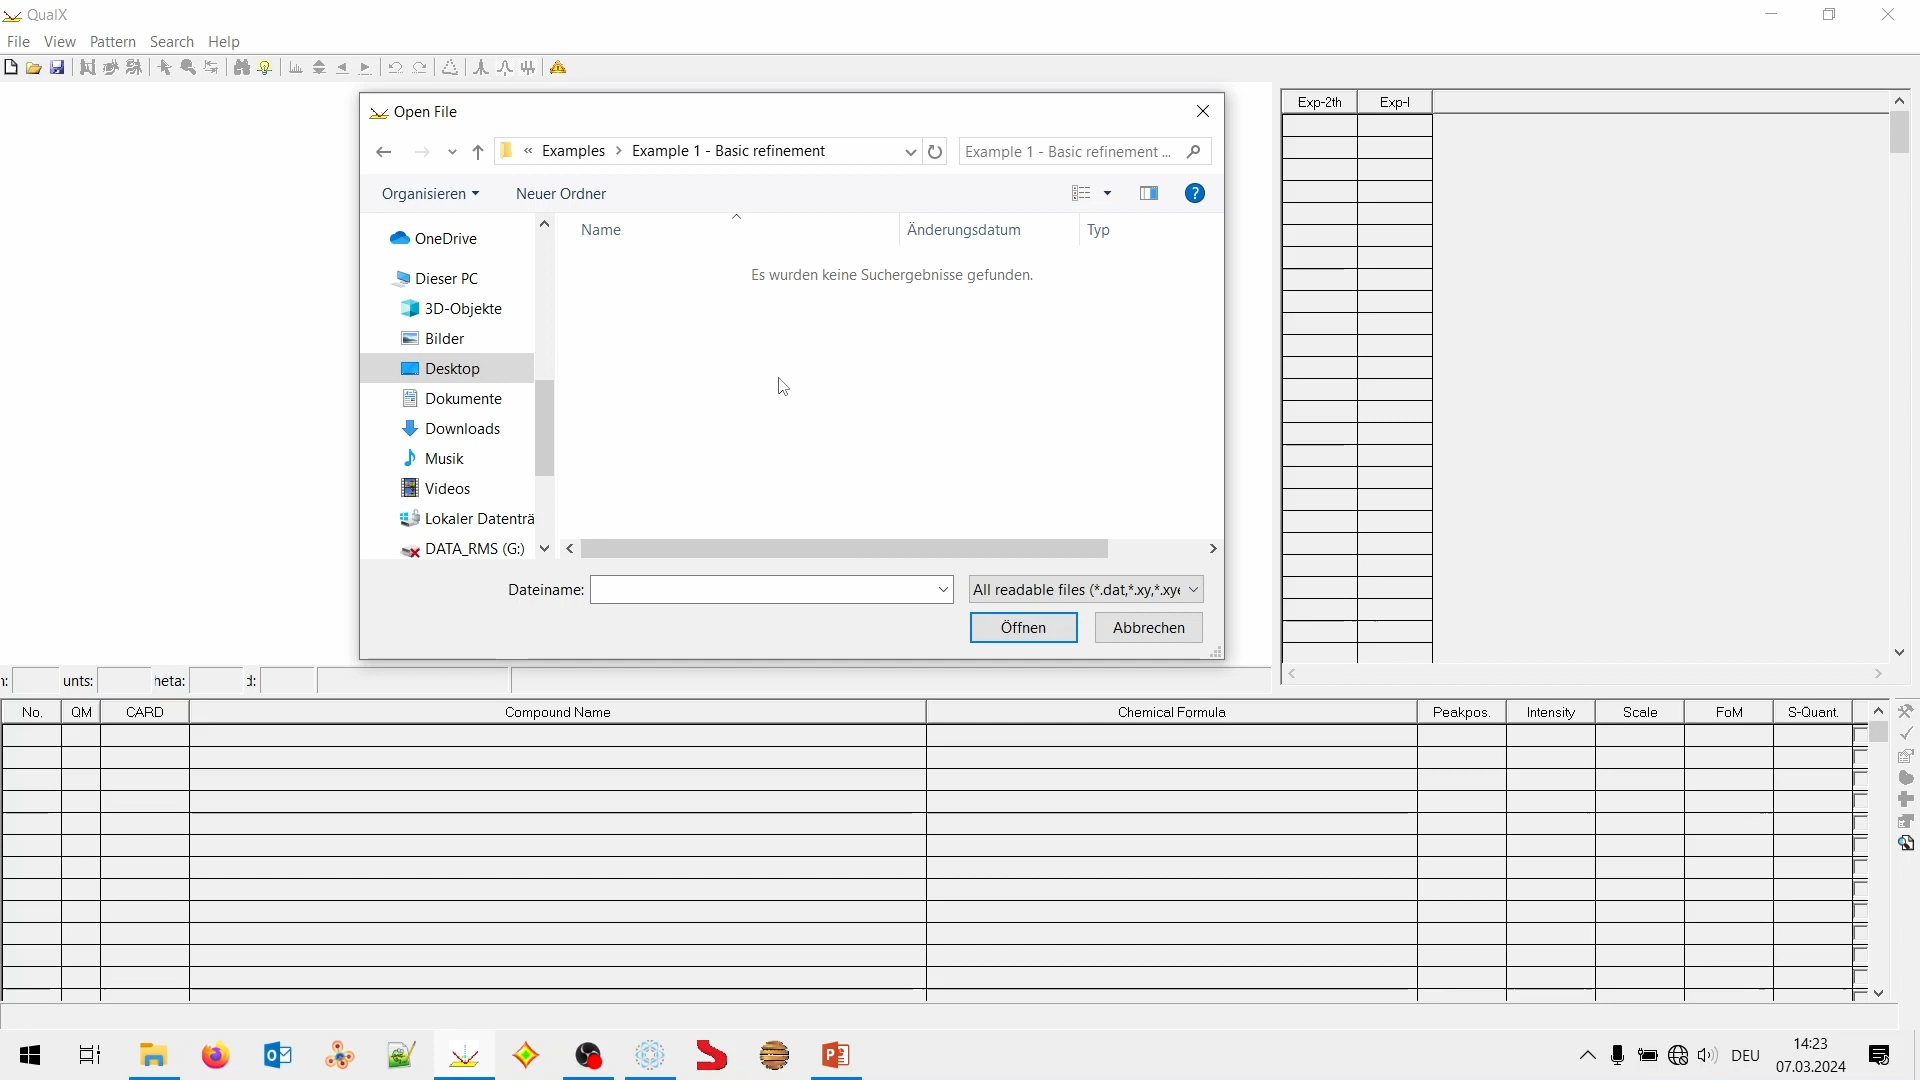 QualX
File View Pattern Search Help
Open File
« Examples › Example 1 - Basic refinement
Example 1 - Basic refinement ...
Organisieren Neuer Ordner
Name Änderungsdatum Typ
Es wurden keine Suchergebnisse gefunden.
OneDrive
Dieser PC
3D-Objekte
Bilder
Desktop
Dokumente
Downloads
Musik
Videos
Lokaler Datenträ
DATA_RMS (G:)
Dateiname:
All readable files (*.dat,*.xy,*.xye
Öffnen Abbrechen
Exp-2th Exp-I
unts: heta: d:
No. QM CARD Compound Name Chemical Formula Peakpos. Intensity Scale FoM S-Quant.
DEU
14:23
07.03.2024